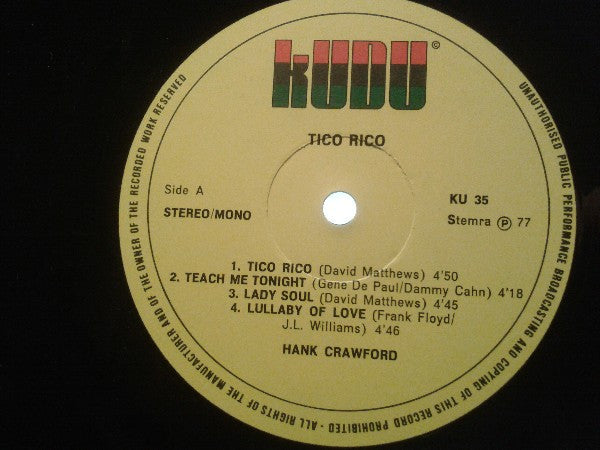 KUDU ©
TICO RICO
Side A
STEREO/MONO
KU 35
Stemra Ⓟ 77
1. TICO RICO (David Matthews) 4'50
2. TEACH ME TONIGHT (Gene De Paul/Dammy Cahn) 4'18
3. LADY SOUL (David Matthews) 4'45
4. LULLABY OF LOVE (Frank Floyd/
J.L. Williams) 4'46
HANK CRAWFORD
UNAUTHORISED PUBLIC PERFORMANCE BROADCASTING AND COPYING OF THIS RECORD PROHIBITED - ALL RIGHTS OF THE MANUFACTURER AND OF THE OWNER OF THE RECORDED WORK RESERVED